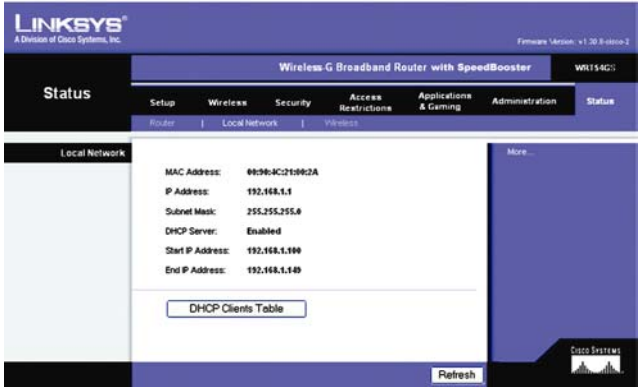 LINKSYS®
A Division of Cisco Systems, Inc.
Firmware Version: v1.30.8-cisco-2
Wireless-G Broadband Router with SpeedBooster
WRT54GS
Status
Setup
Wireless
Security
Access Restrictions
Applications & Gaming
Administration
Status
Router | Local Network | Wireless
Local Network
More...
MAC Address: 00:90:4C:21:00:2A
IP Address: 192.168.1.1
Subnet Mask: 255.255.255.0
DHCP Server: Enabled
Start IP Address: 192.168.1.100
End IP Address: 192.168.1.149
DHCP Clients Table
Refresh
CISCO SYSTEMS